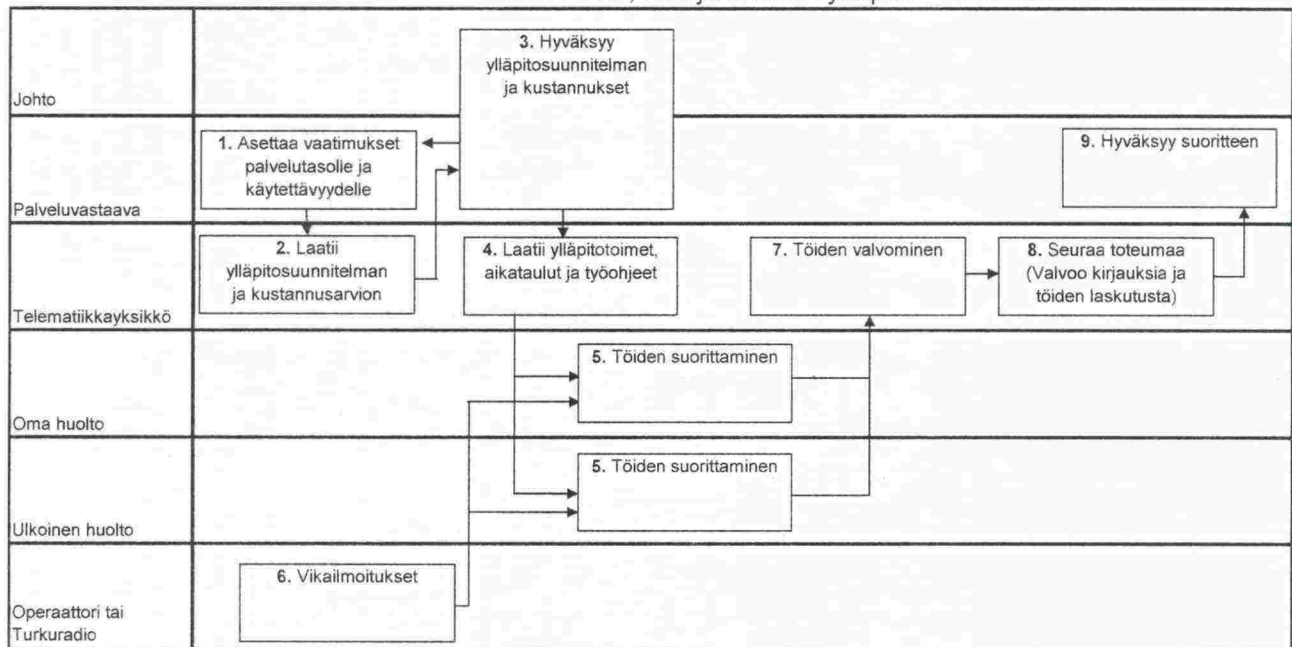 3. Hyväksyy
ylläpitosuunnitelman
ja kustannukset
Johto
1. Asettaa vaatimukset
palvelutasolle ja
käytettävyydelle
9. Hyväksyy suoritteen
Palveluvastaava
2. Laatii
ylläpitosuunnitelman
ja kustannusarvion
4. Laatii ylläpitotoimet,
aikataulut ja työohjeet
7. Töiden valvominen
8. Seuraa toteumaa
(Valvoo kirjauksia ja
töiden laskutusta)
Telematiikkayksikkö
5. Töiden suorittaminen
Oma huolto
5. Töiden suorittaminen
Ulkoinen huolto
6. Vikailmoitukset
Operaattori tai
Turkuradio